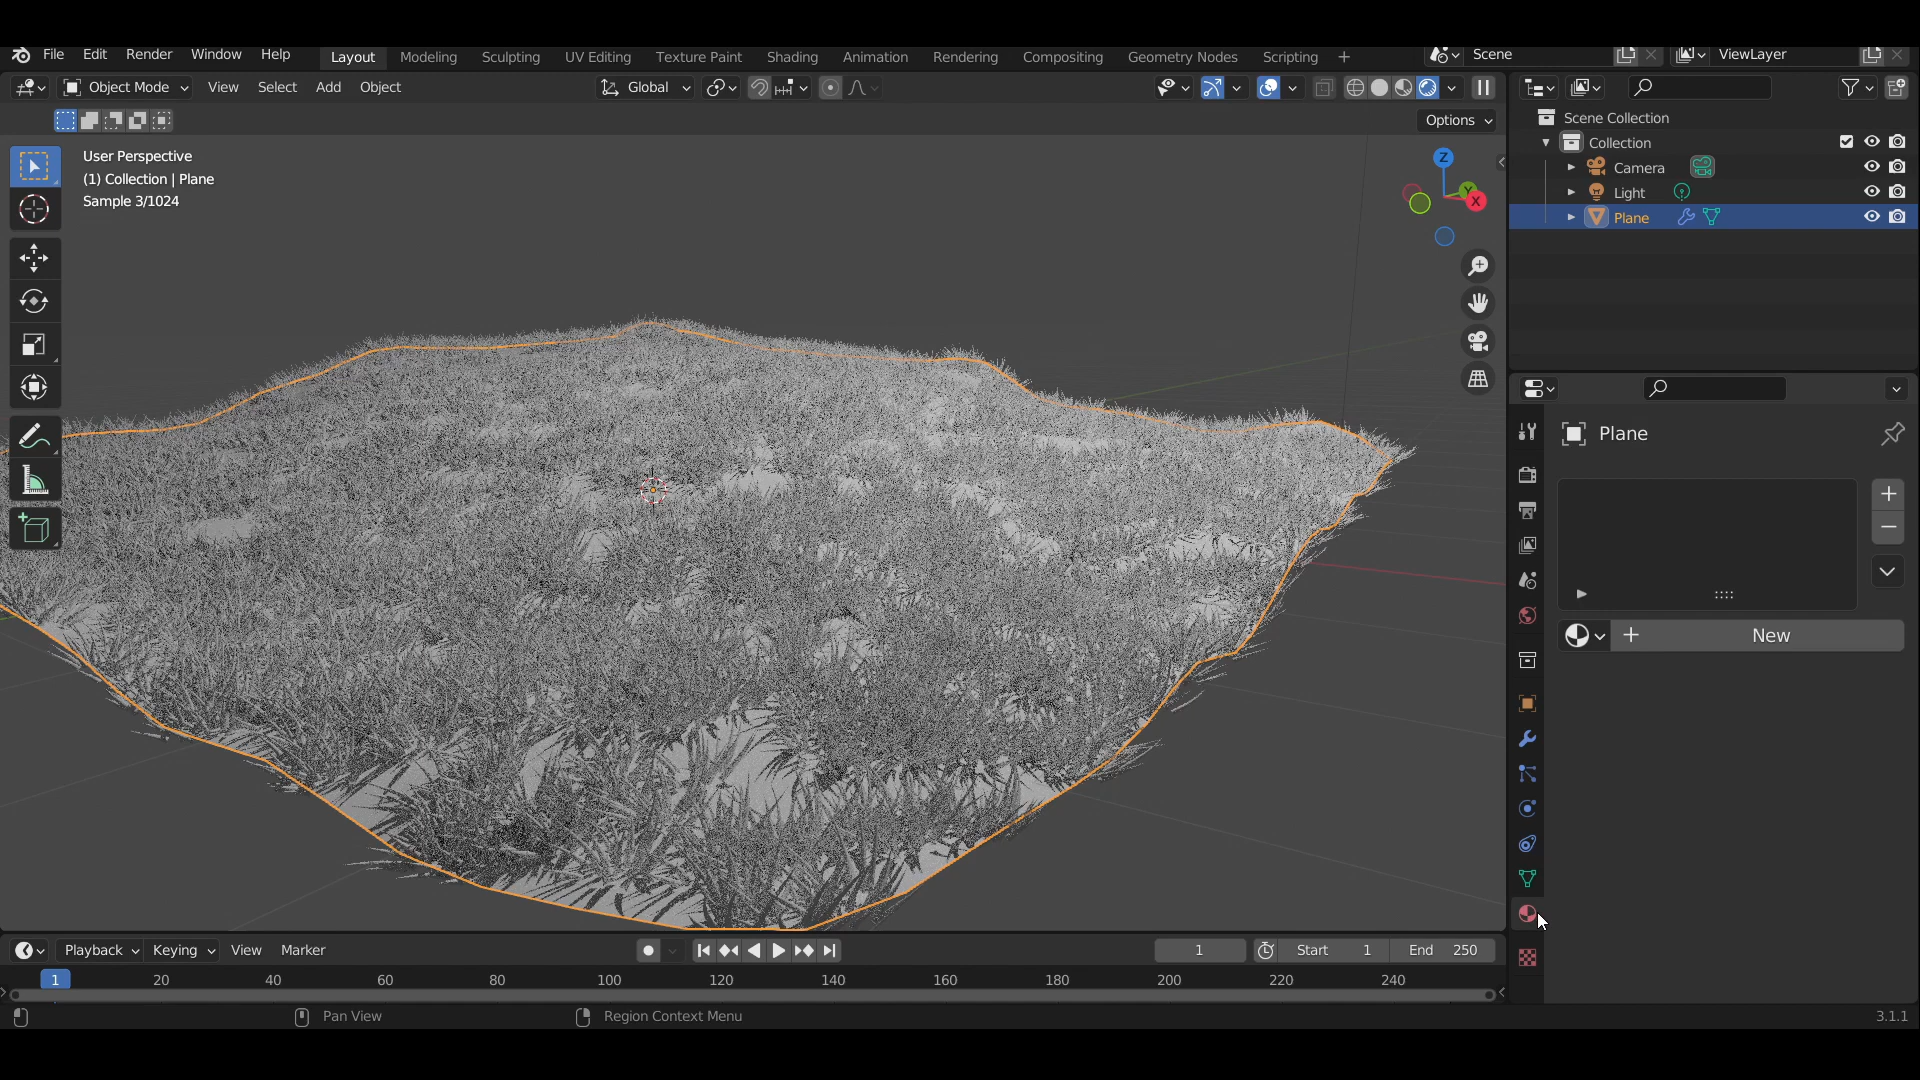 File Edit Render Window Help Layout Modeling Sculpting UV Editing Texture Paint Shading Animation Rendering Compositing Geometry Nodes Scripting + Scene ViewLayer
Object Mode View Select Add Object Global
Options
User Perspective
(1) Collection | Plane
Sample 3/1024
Z
Y
X
Scene Collection
Collection
Camera
Light
Plane
Plane
+ New
Playback Keying View Marker 1 Start 1 End 250
1 20 40 60 80 100 120 140 160 180 200 220 240
Pan View Region Context Menu 3.1.1